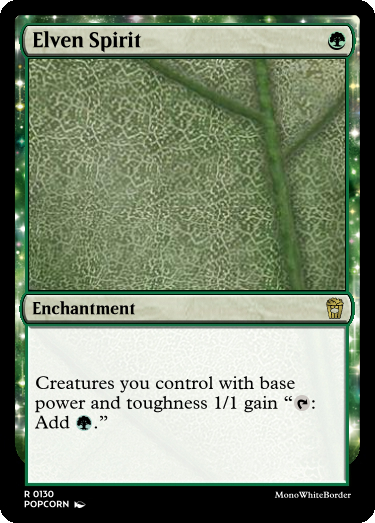 Elven Spirit
Enchantment
Creatures you control with base
power and toughness 1/1 gain “:
Add .”
R 0130
POPCORN
MonoWhiteBorder